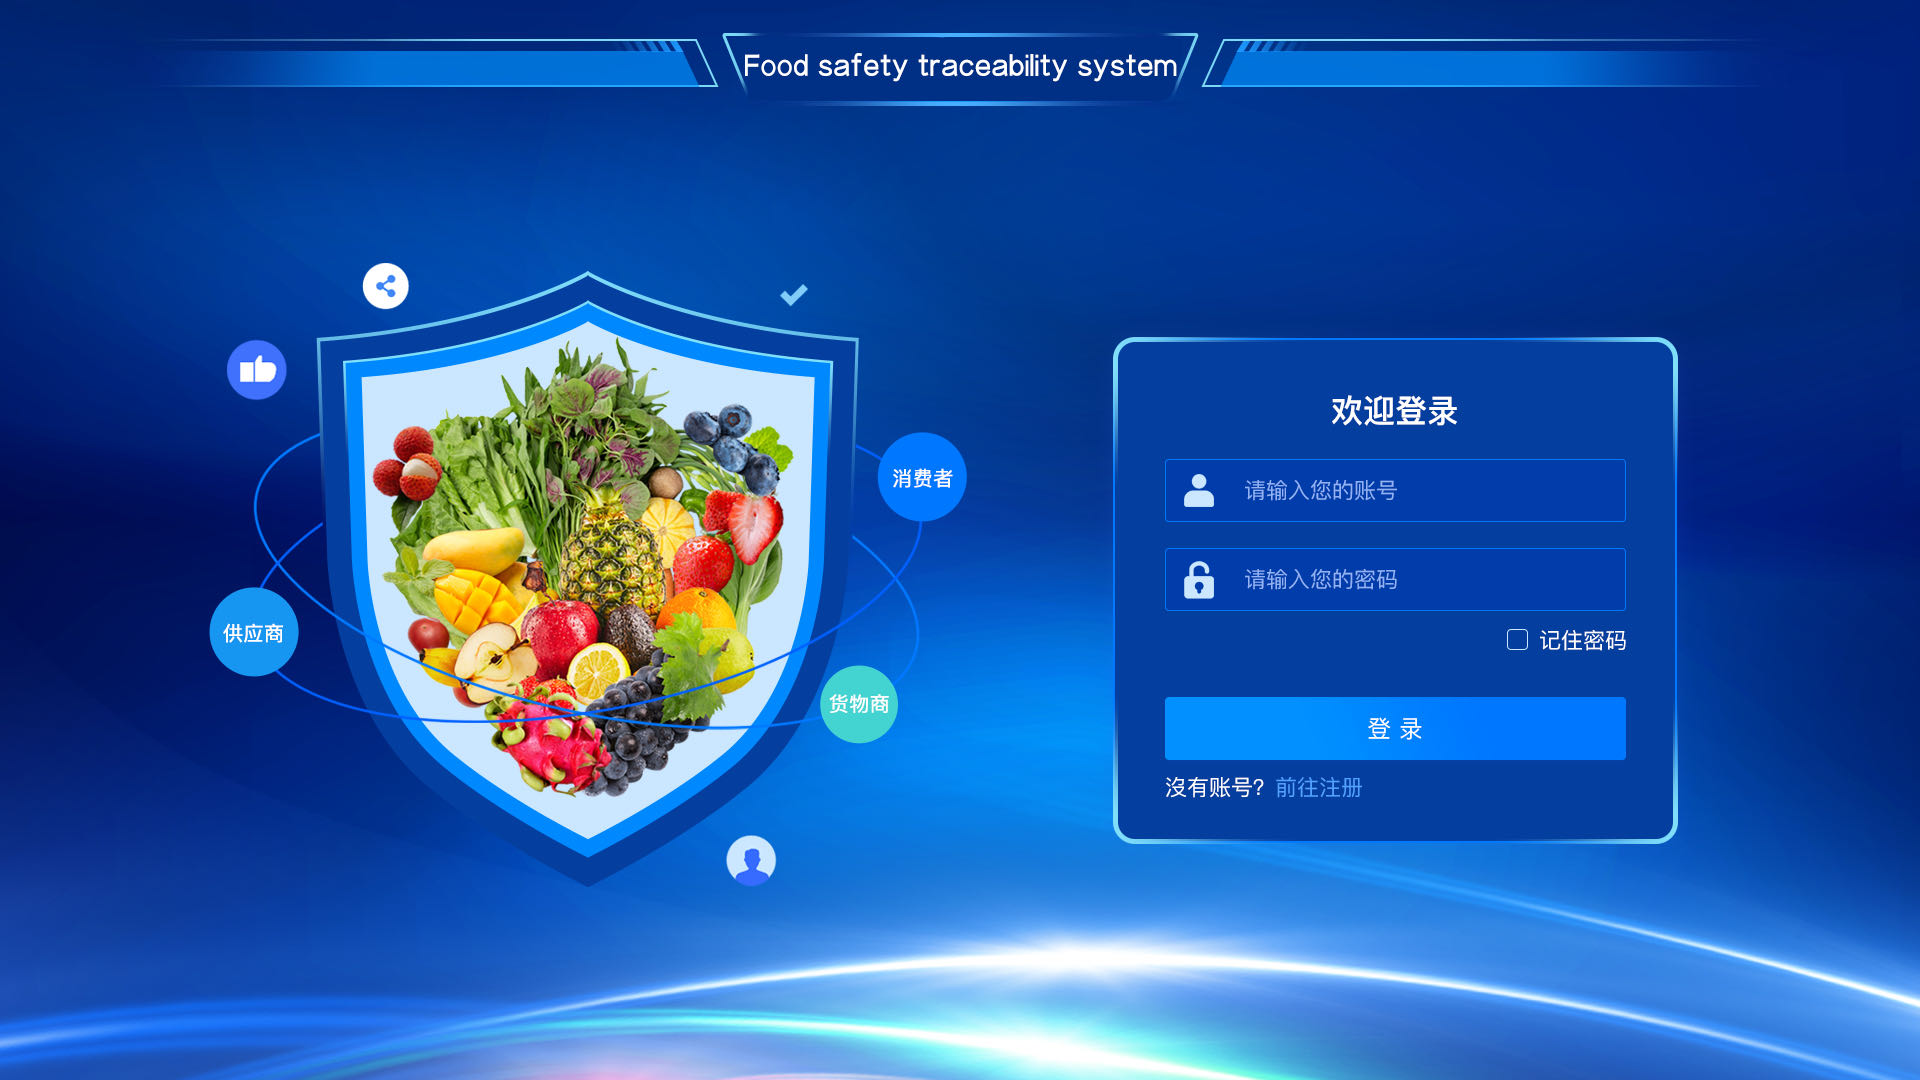 Food safety traceability system
消费者
供应商
货物商
欢迎登录
请输入您的账号
请输入您的密码
记住密码
登 录
沒有账号? 前往注册